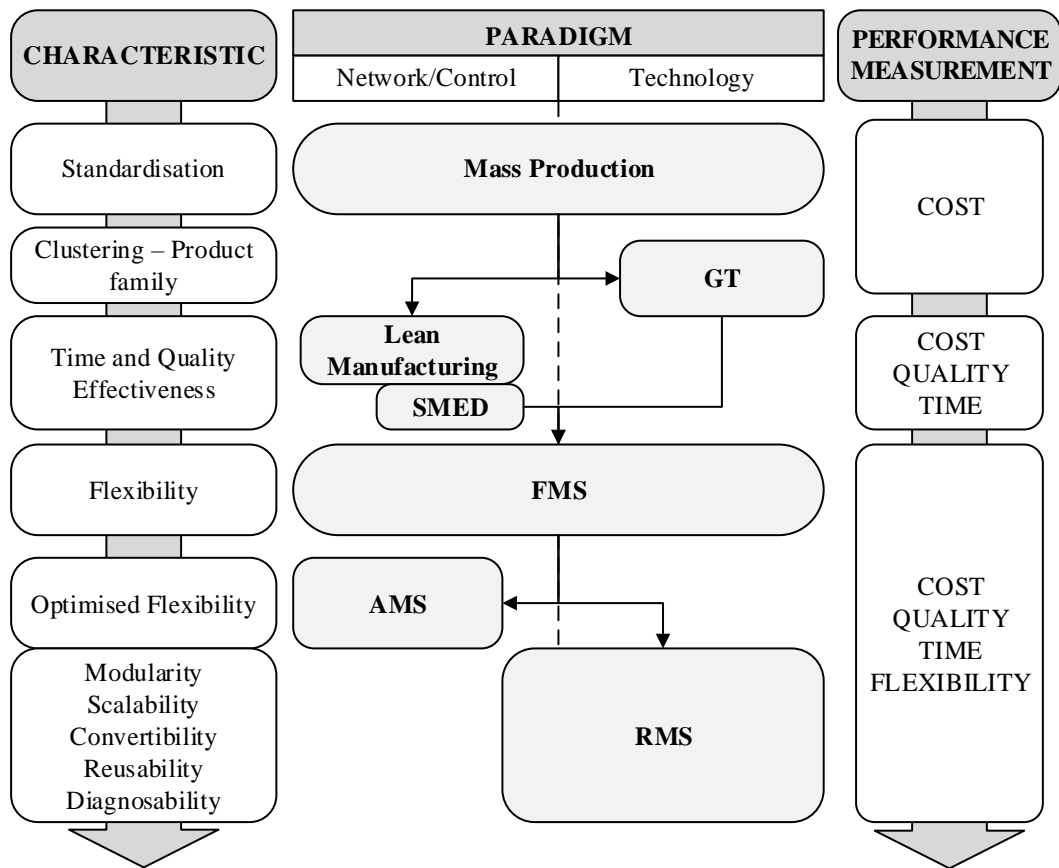 CHARACTERISTIC
PARADIGM
Network/Control
Technology
PERFORMANCE
MEASUREMENT
Standardisation
Mass Production
COST
Clustering – Product
family
GT
Time and Quality
Effectiveness
Lean
Manufacturing
SMED
COST
QUALITY
TIME
Flexibility
FMS
Optimised Flexibility
AMS
COST
QUALITY
TIME
FLEXIBILITY
Modularity
Scalability
Convertibility
Reusability
Diagnosability
RMS